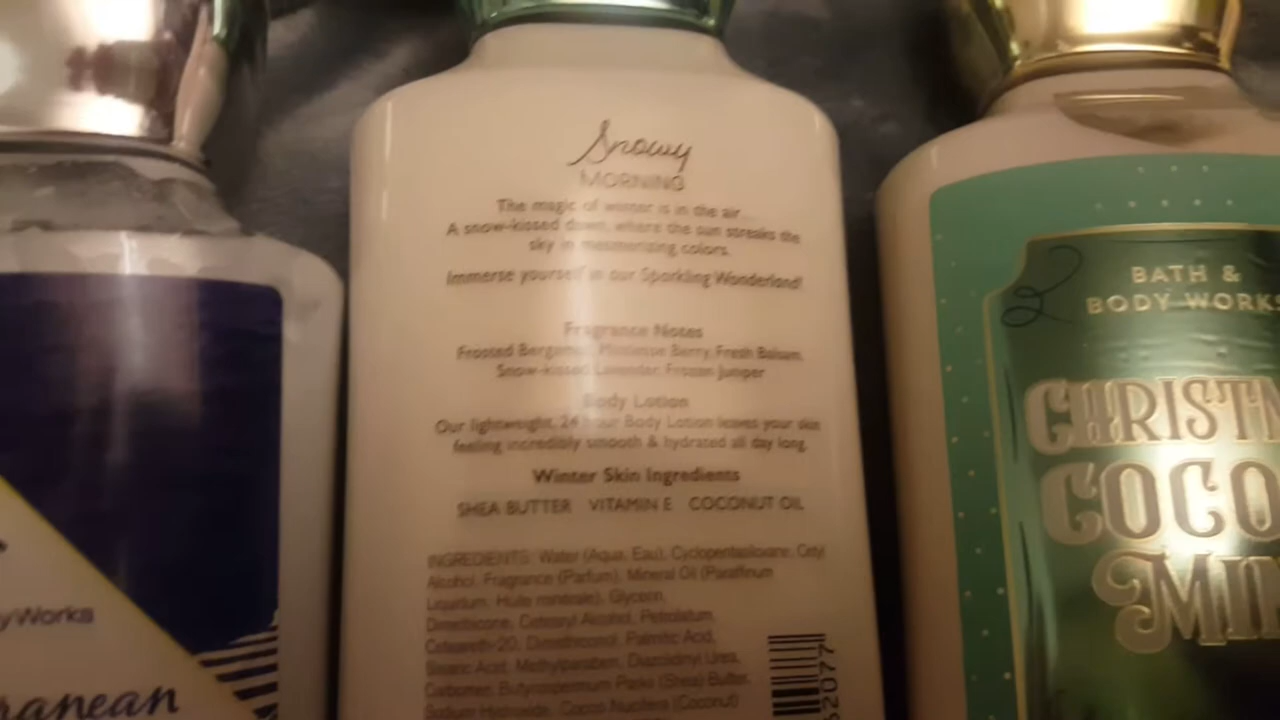 Snowy
MORNING
The magic of winter is in the air...
A snow-kissed dawn, where the sun streaks the
sky in mesmerizing colors.
Immerse yourself in our Sparkling Wonderland!
Fragrance Notes
Frosted Bergamot, Berry, Fresh Balsam,
Snow-kissed Lavender, Frozen Juniper
Body Lotion
Our lightweight, 24 hour Body Lotion leaves your skin
feeling incredibly smooth & hydrated all day long.
Winter Skin Ingredients
SHEA BUTTER VITAMIN E COCONUT OIL
INGREDIENTS: Water (Aqua, Eau), Cyclopentasiloxane, Cetyl
Alcohol, Fragrance (Parfum), Mineral Oil (Paraffinum
Liquidum, Huile minérale), Glycerin,
Dimethicone, Cetearyl Alcohol, Petrolatum,
Ceteareth-20, Dimethiconol, Palmitic Acid,
Stearic Acid, Methylparaben, Diazolidinyl Urea,
Carbomer, Butyrospermum Parkii (Shea) Butter,
Sodium Hydroxide, Cocos Nucifera (Coconut)
52077
yWorks
ranean
BATH &
BODY WORKS
CHRISTM
COCO
MIN